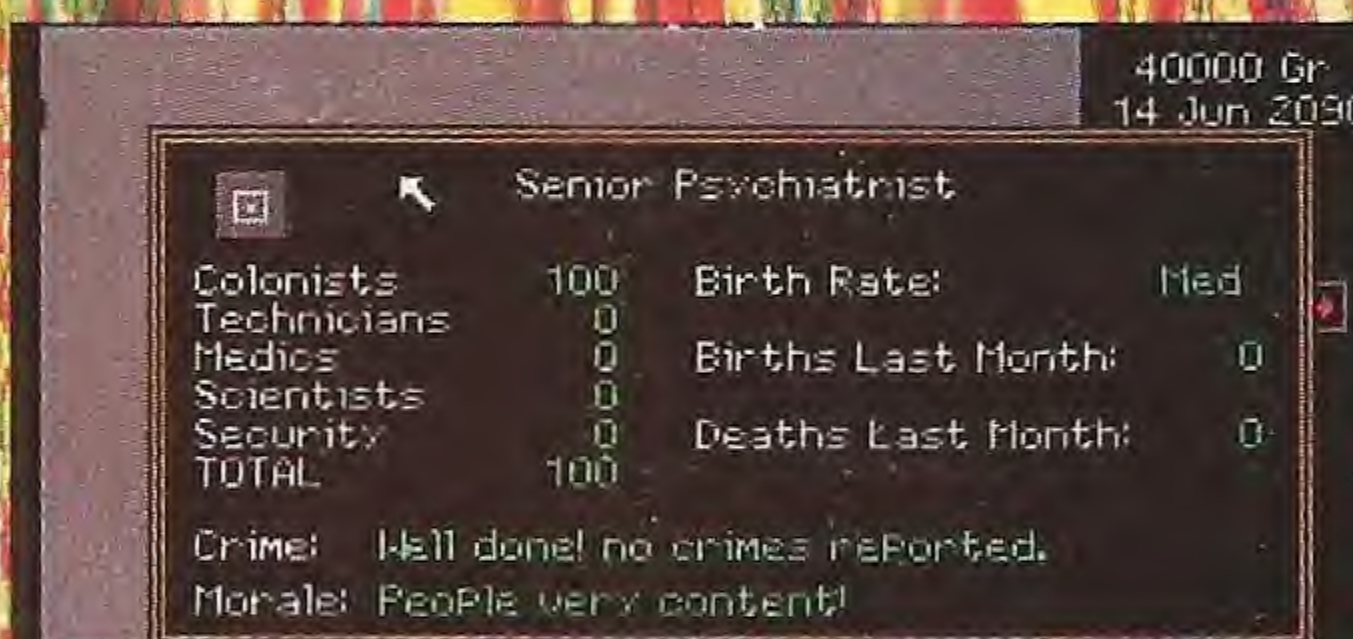 40000 Gr
14 Jun
Senior Psychiatrist
Colonists 100 Birth Rate: Med
Technicians 0
Medics 0 Births Last Month: 0
Scientists 0
Security 0 Deaths Last Month: 0
TOTAL 100
Crime: Well done! no crimes reported.
Morale: People very content!